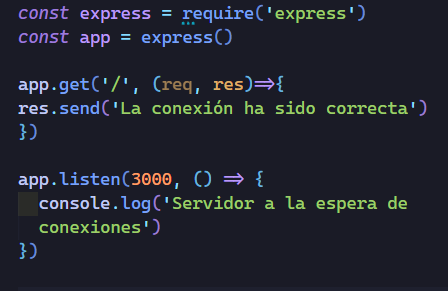 const express = require('express')
const app = express()
app.get('/', (req, res)=>{
res.send('La conexión ha sido correcta')
})
app.listen(3000, () => {
console.log('Servidor a la espera de
conexiones')
})